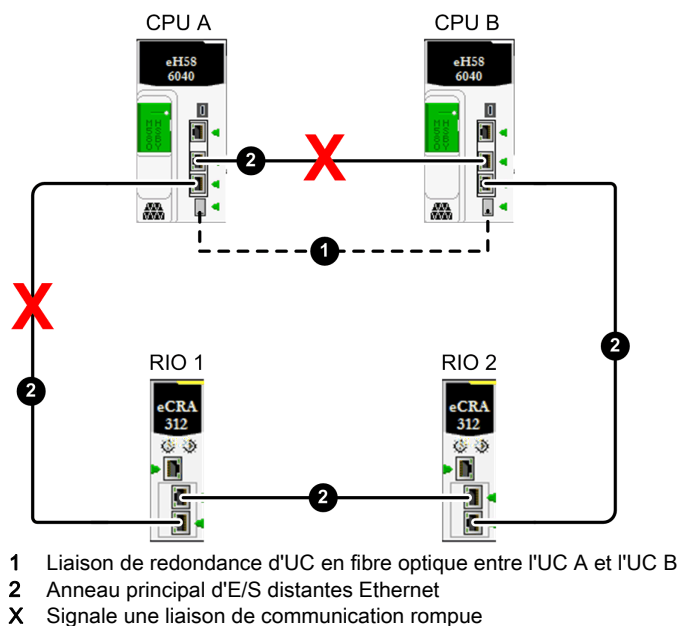 CPU A
CPU B
eH58
6040
eH58
6040
2
X
1
X
2
2
RIO 1
RIO 2
eCRA
312
eCRA
312
2
1 Liaison de redondance d'UC en fibre optique entre l'UC A et l'UC B
2 Anneau principal d'E/S distantes Ethernet
X Signale une liaison de communication rompue